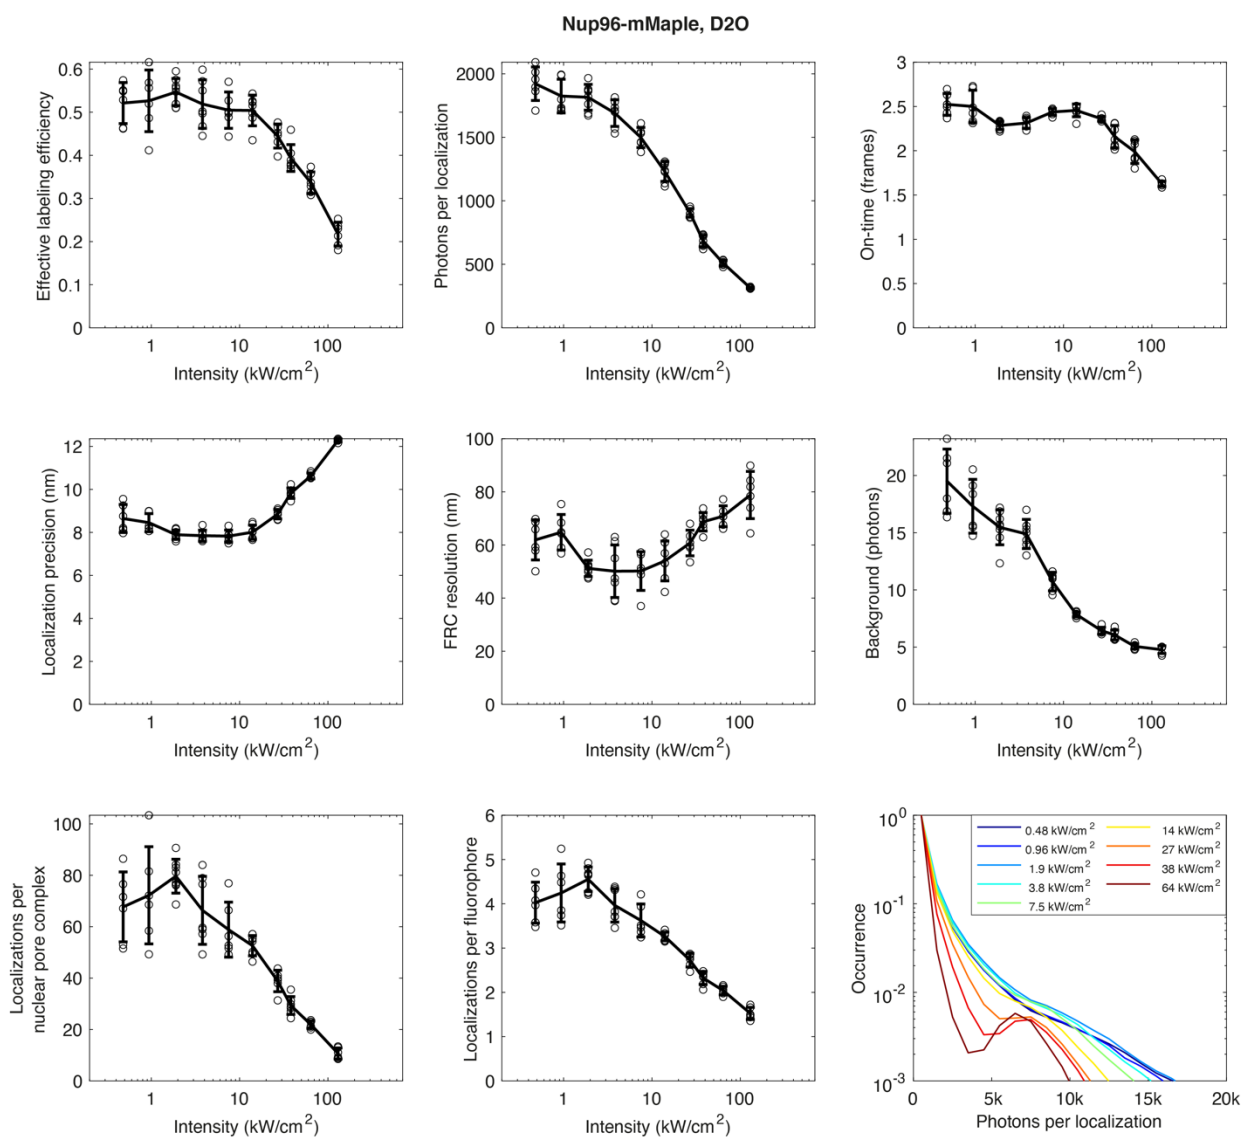 Nup96-mMaple, D2O
0.6
0.5
0.4
0.3
0.2
0.1
0
Effective labeling efficiency
1
10
100
Intensity (kW/cm²)
2000
1500
1000
500
0
Photons per localization
1
10
100
Intensity (kW/cm²)
3
2.5
2
1.5
1
0.5
0
On-time (frames)
1
10
100
Intensity (kW/cm²)
12
10
8
6
4
2
0
Localization precision (nm)
1
10
100
Intensity (kW/cm²)
100
80
60
40
20
0
FRC resolution (nm)
1
10
100
Intensity (kW/cm²)
20
15
10
5
0
Background (photons)
1
10
100
Intensity (kW/cm²)
100
80
60
40
20
0
Localizations per
nuclear pore complex
1
10
100
Intensity (kW/cm²)
6
5
4
3
2
1
0
Localizations per fluorophore
1
10
100
Intensity (kW/cm²)
10⁰
10⁻¹
10⁻²
10⁻³
Occurrence
0.48 kW/cm²
0.96 kW/cm²
1.9 kW/cm²
3.8 kW/cm²
7.5 kW/cm²
14 kW/cm²
27 kW/cm²
38 kW/cm²
64 kW/cm²
0
5k
10k
15k
20k
Photons per localization